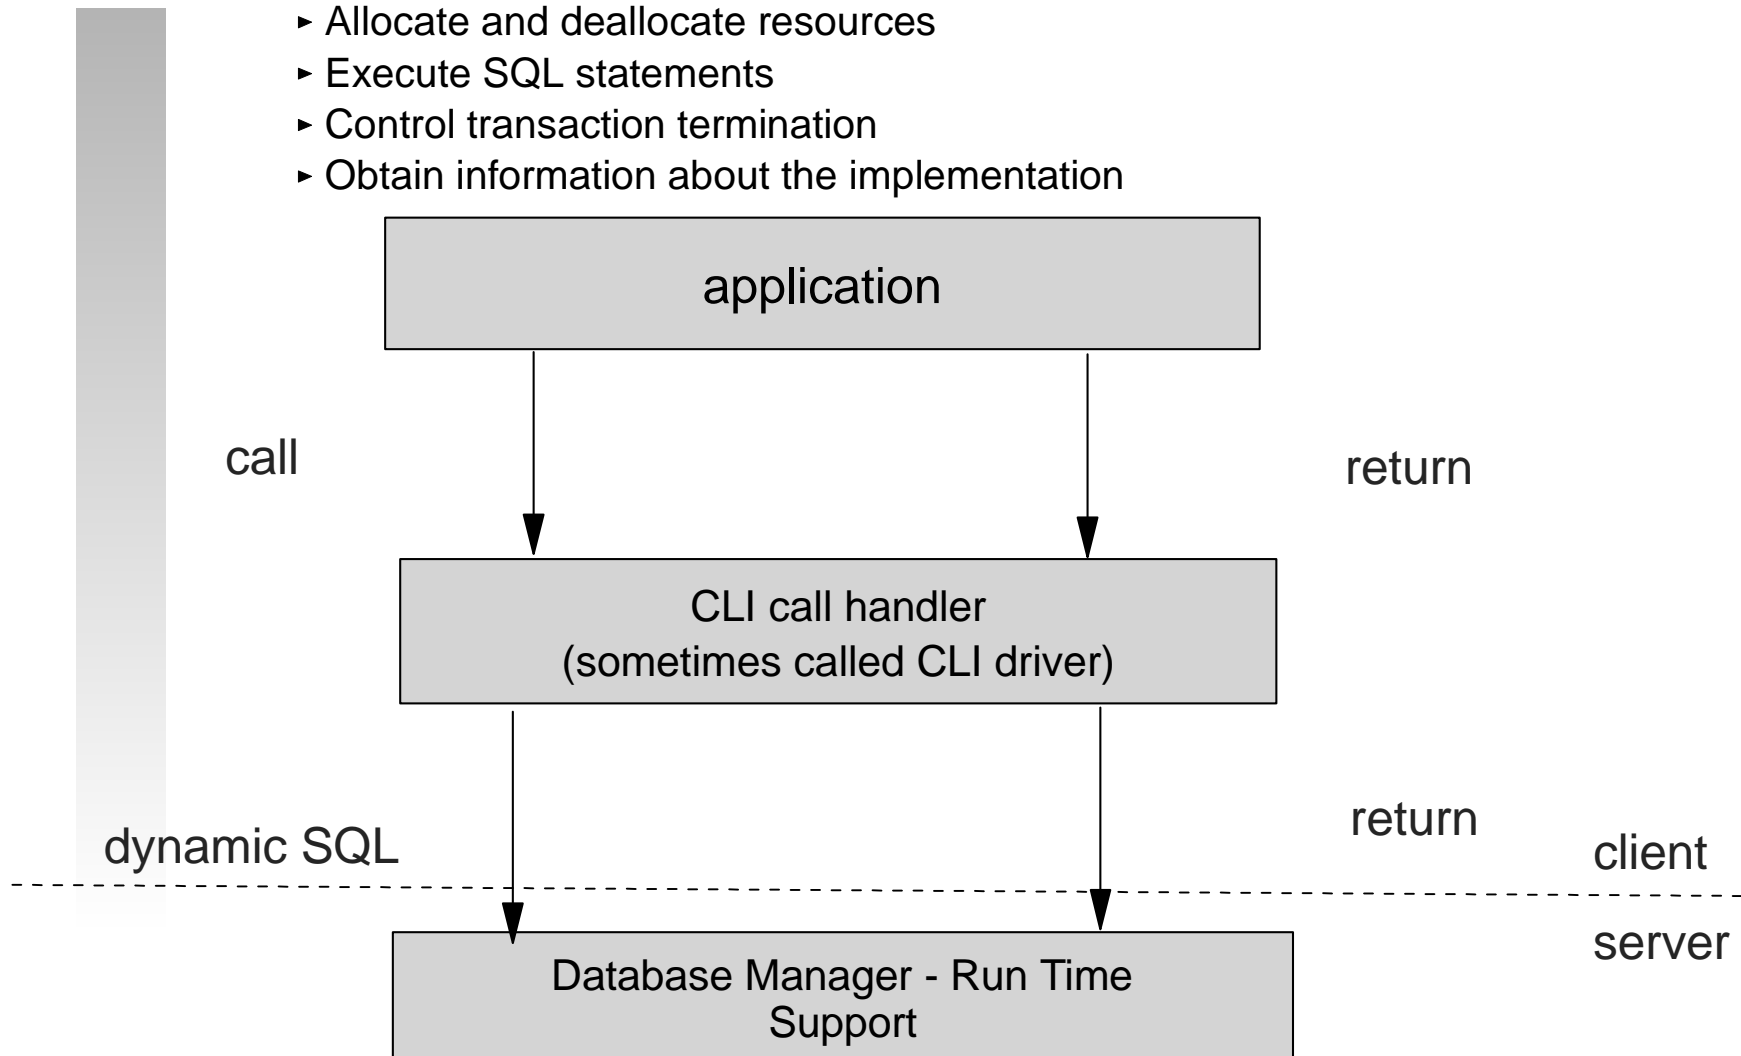 ► Allocate and deallocate resources
► Execute SQL statements
► Control transaction termination
► Obtain information about the implementation
application
call
return
CLI call handler
(sometimes called CLI driver)
return
dynamic SQL
client
server
Database Manager - Run Time
Support